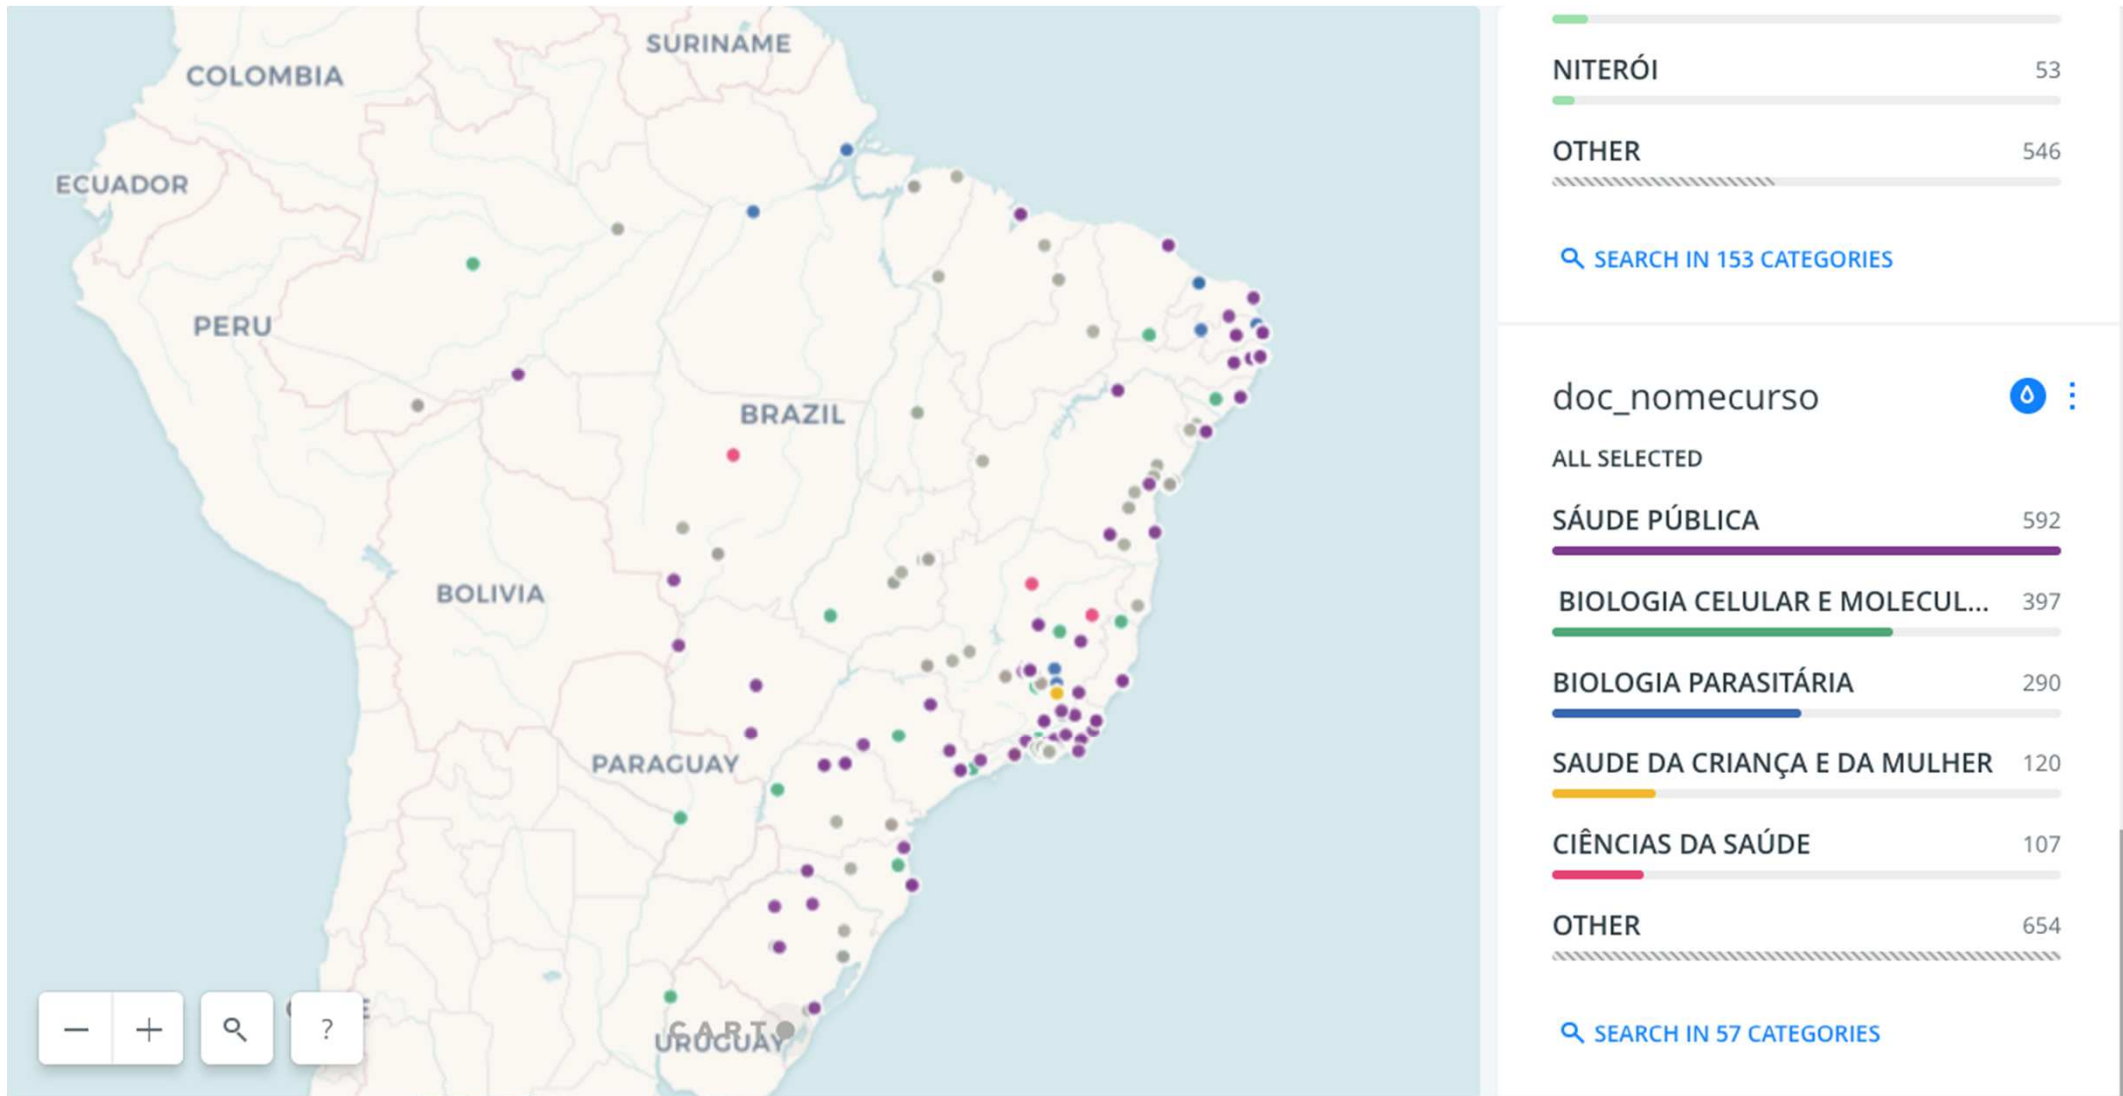 SURINAME
COLOMBIA
ECUADOR
PERU
BRAZIL
BOLIVIA
PARAGUAY
CART
URUGUAY
?
NITERÓI 53
OTHER 546
SEARCH IN 153 CATEGORIES
doc_nomecurso
ALL SELECTED
SÁUDE PÚBLICA 592
BIOLOGIA CELULAR E MOLECUL... 397
BIOLOGIA PARASITÁRIA 290
SAUDE DA CRIANÇA E DA MULHER 120
CIÊNCIAS DA SAÚDE 107
OTHER 654
SEARCH IN 57 CATEGORIES